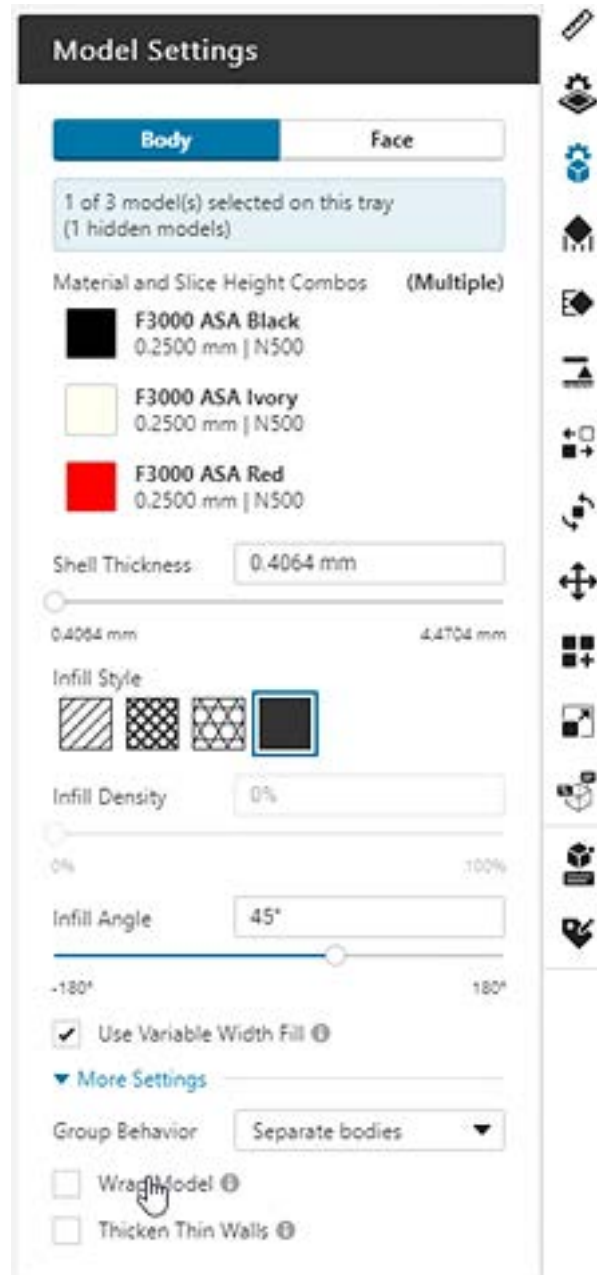 Model Settings
Body
Face
1 of 3 model(s) selected on this tray
(1 hidden models)
Material and Slice Height Combos (Multiple)
F3000 ASA Black
0.2500 mm | N500
F3000 ASA Ivory
0.2500 mm | N500
F3000 ASA Red
0.2500 mm | N500
Shell Thickness 0.4064 mm
0.4064 mm 4.4704 mm
Infill Style
Infill Density 0%
0% 100%
Infill Angle 45°
-180° 180°
Use Variable Width Fill
More Settings
Group Behavior Separate bodies
Model
Thicken Thin Walls